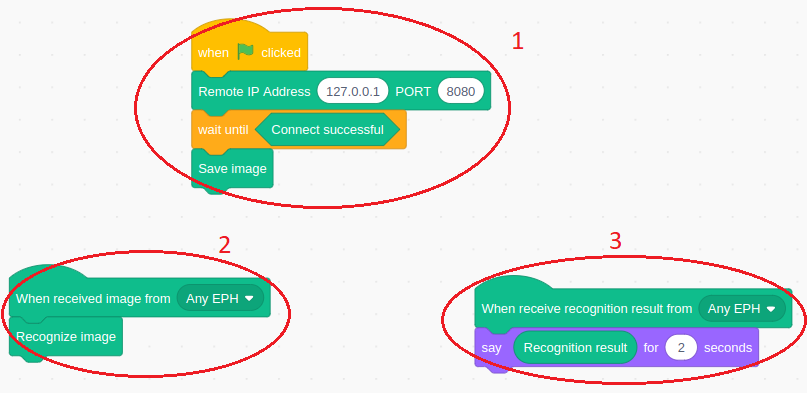 1
when clicked
Remote IP Address 127.0.0.1 PORT 8080
wait until Connect successful
Save image
2
When received image from Any EPH
Recognize image
3
When receive recognition result from Any EPH
say Recognition result for 2 seconds